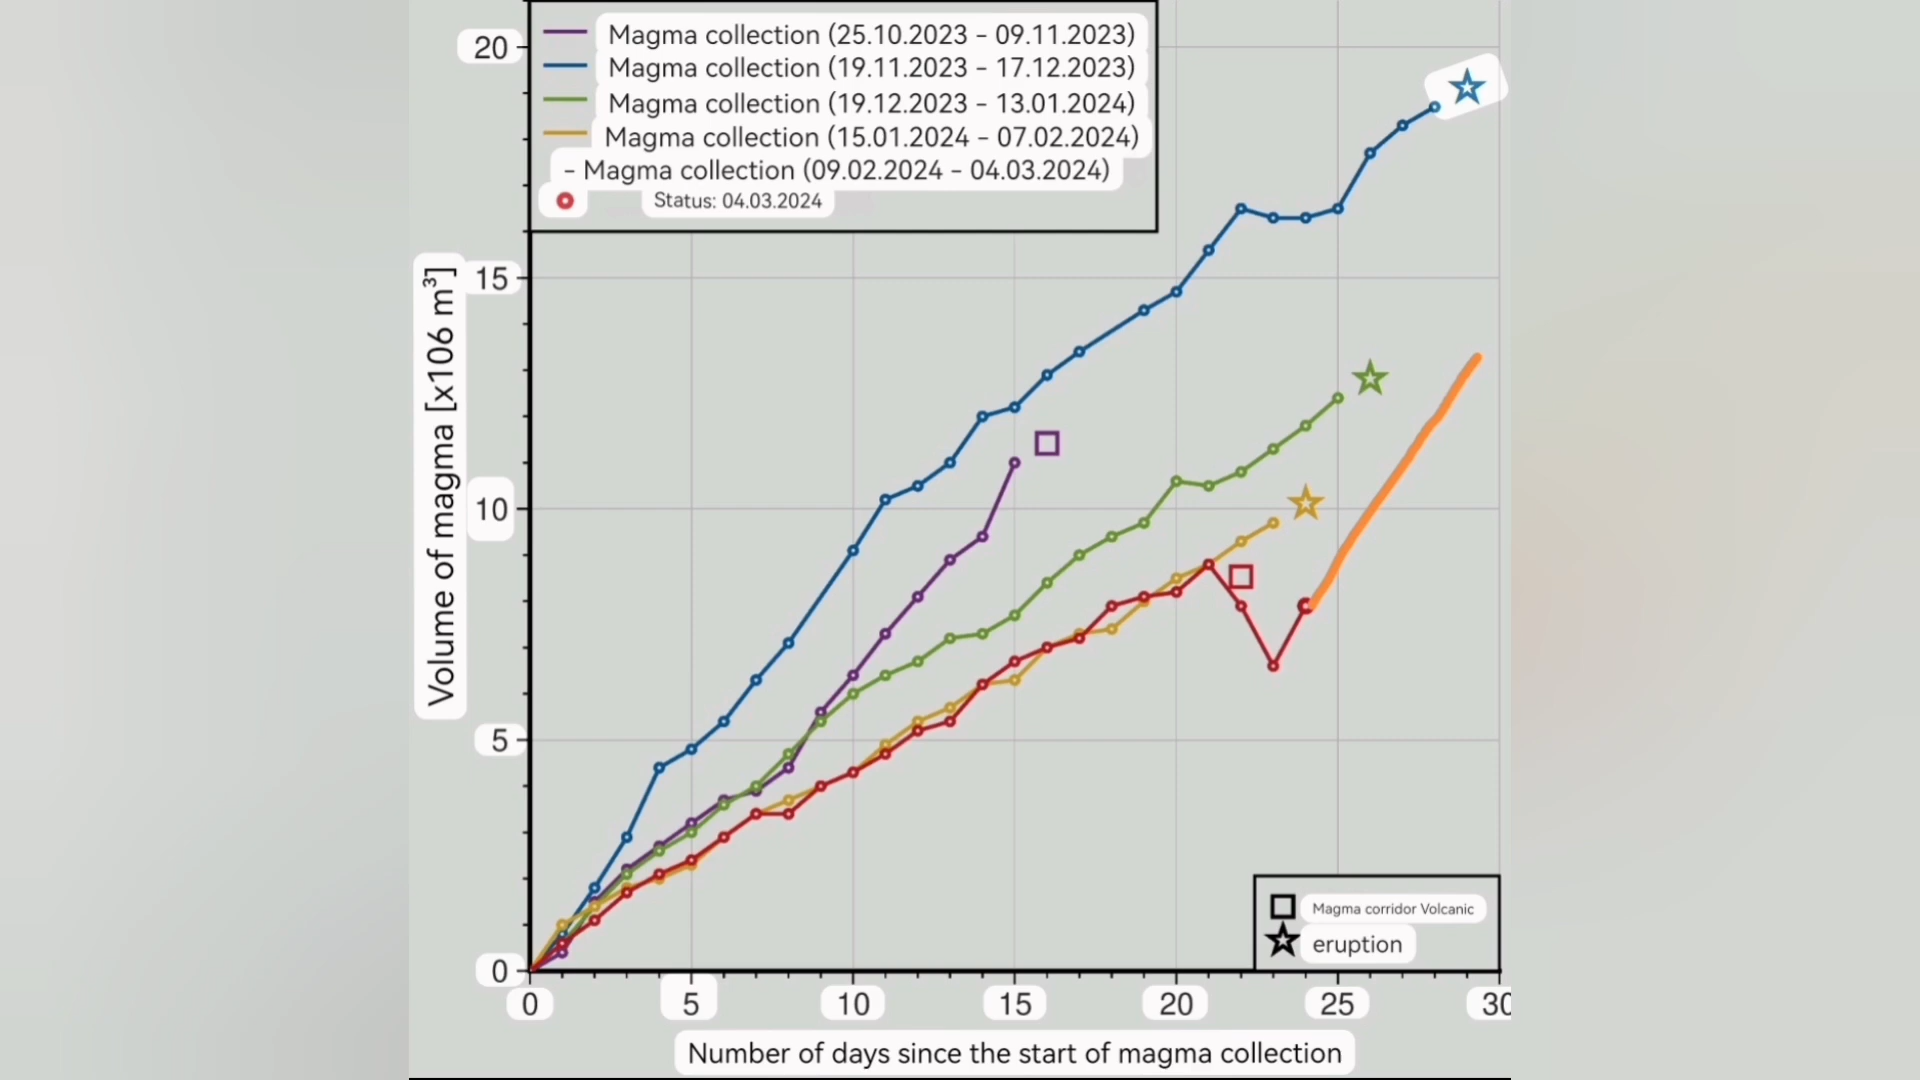 20
Magma collection (25.10.2023 - 09.11.2023)
Magma collection (19.11.2023 - 17.12.2023)
Magma collection (19.12.2023 - 13.01.2024)
Magma collection (15.01.2024 - 07.02.2024)
- Magma collection (09.02.2024 - 04.03.2024)
Status: 04.03.2024
15
10
5
0
Volume of magma [x106 m³]
Magma corridor Volcanic
eruption
0 5 10 15 20 25 30
Number of days since the start of magma collection